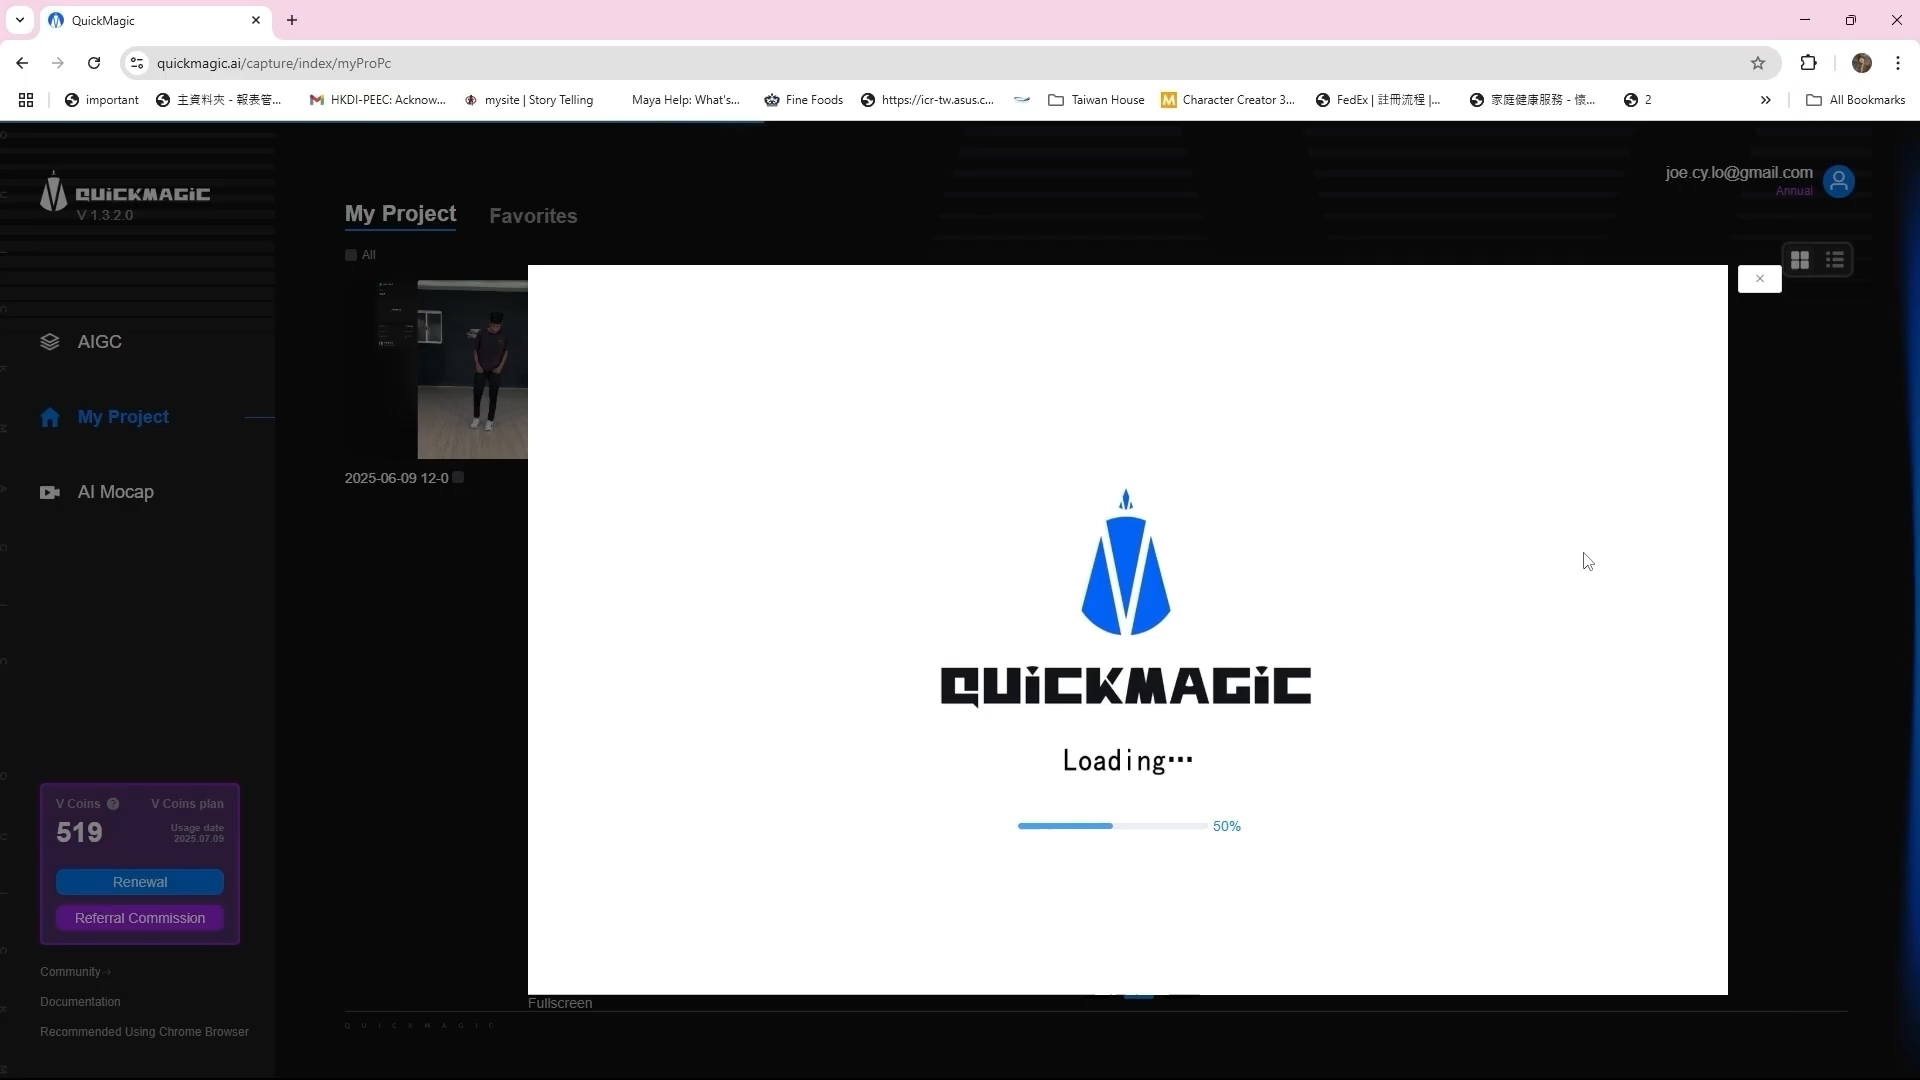 QuickMagic
quickmagic.ai/capture/index/myProPc
important
主資料夾 - 報表管...
HKDI-PEEC: Acknow...
mysite | Story Telling
Maya Help: What's...
Fine Foods
https://icr-tw.asus.c...
Taiwan House
Character Creator 3...
FedEx | 註冊流程 |...
家庭健康服務 - 懷...
2
All Bookmarks
QUICKMAGIC
V 1.3.2.0
joe.cy.lo@gmail.com
Annual
My Project
Favorites
All
AIGC
My Project
AI Mocap
2025-06-09 12-0
QUICKMAGIC
Loading...
50%
V Coins ?
V Coins plan
519
Usage date
2025.07.09
Renewal
Referral Commission
Community
Documentation
Recommended Using Chrome Browser
Fullscreen
QUICKMAGIC